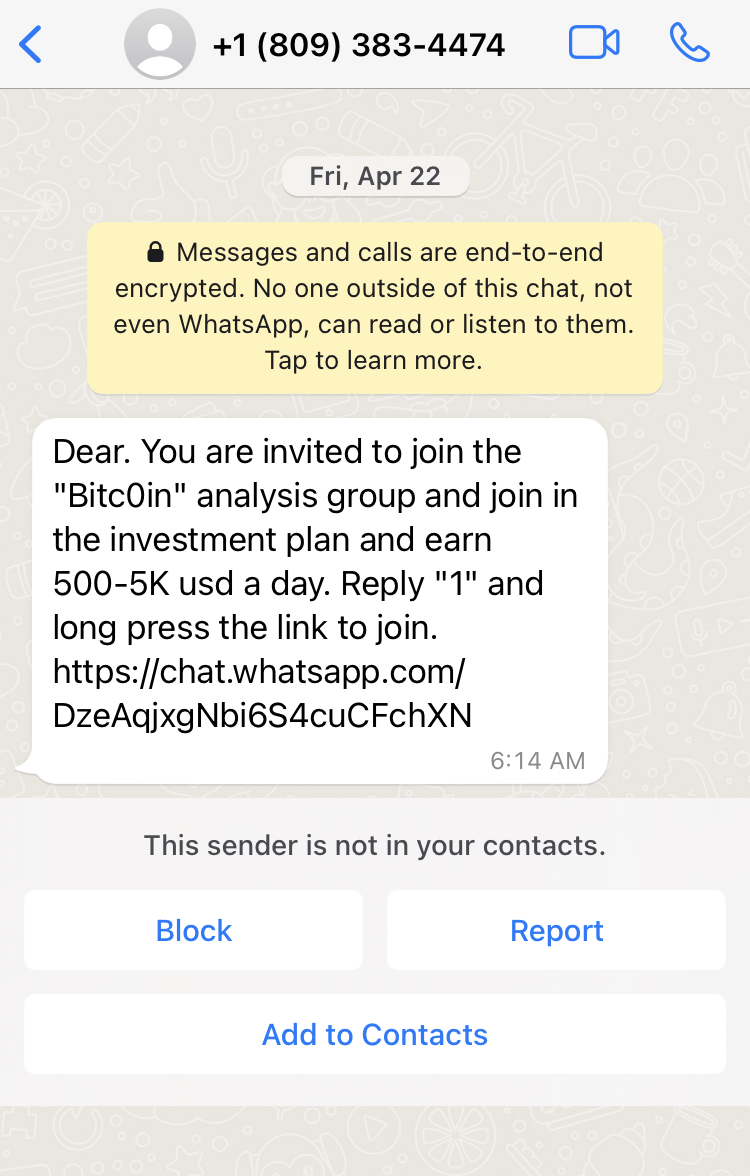 +1 (809) 383-4474
Fri, Apr 22
Messages and calls are end-to-end
encrypted. No one outside of this chat, not
even WhatsApp, can read or listen to them.
Tap to learn more.
Dear. You are invited to join the
"Bitc0in" analysis group and join in
the investment plan and earn
500-5K usd a day. Reply "1" and
long press the link to join.
https://chat.whatsapp.com/
DzeAqjxgNbi6S4cuCFchXN
6:14 AM
This sender is not in your contacts.
Block
Report
Add to Contacts